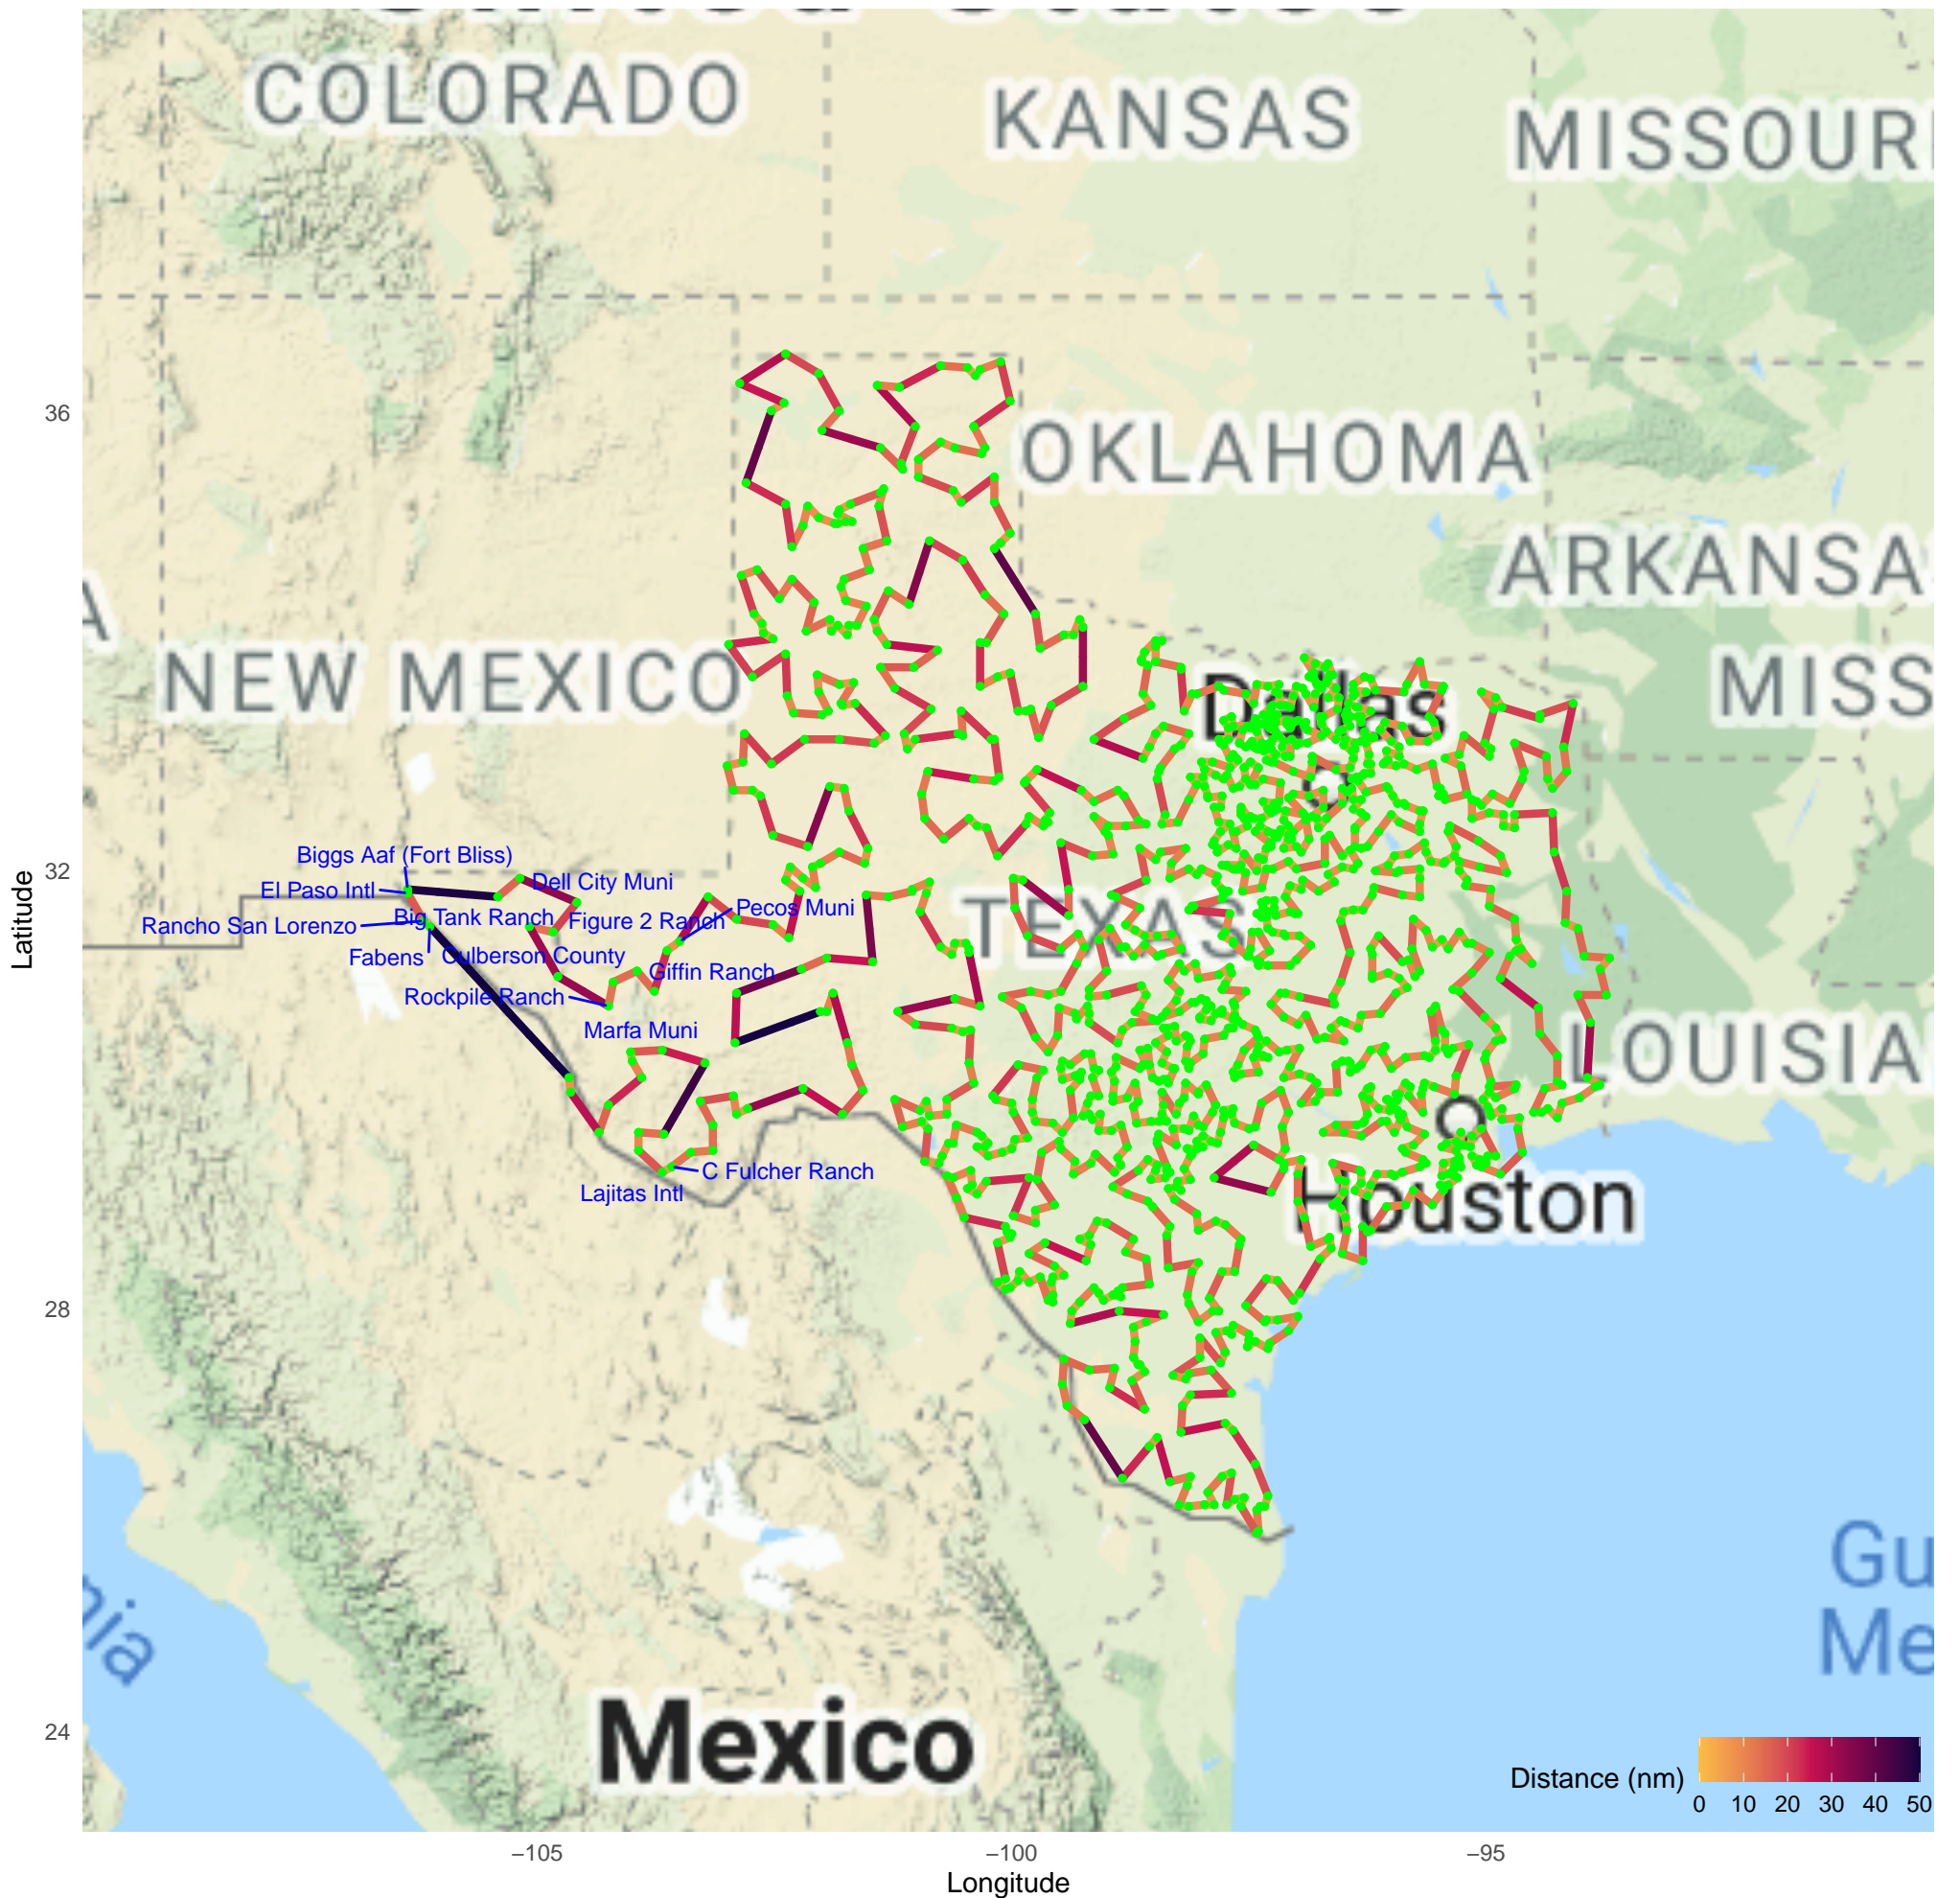 COLORADO
KANSAS
MISSOURI
36
OKLAHOMA
ARKANSA
NEW MEXICO
MISS
Dallas
32
Biggs Aaf (Fort Bliss)
El Paso Intl
Dell City Muni
Rancho San Lorenzo
Big Tank Ranch
Figure 2 Ranch
Pecos Muni
TEXAS
Fabens
Culberson County
Giffin Ranch
Rockpile Ranch
Marfa Muni
LOUISIA
C Fulcher Ranch
Lajitas Intl
Houston
28
Latitude
Gu
Me
nia
Mexico
24
Distance (nm)
0 10 20 30 40 50
−105 −100 −95
Longitude